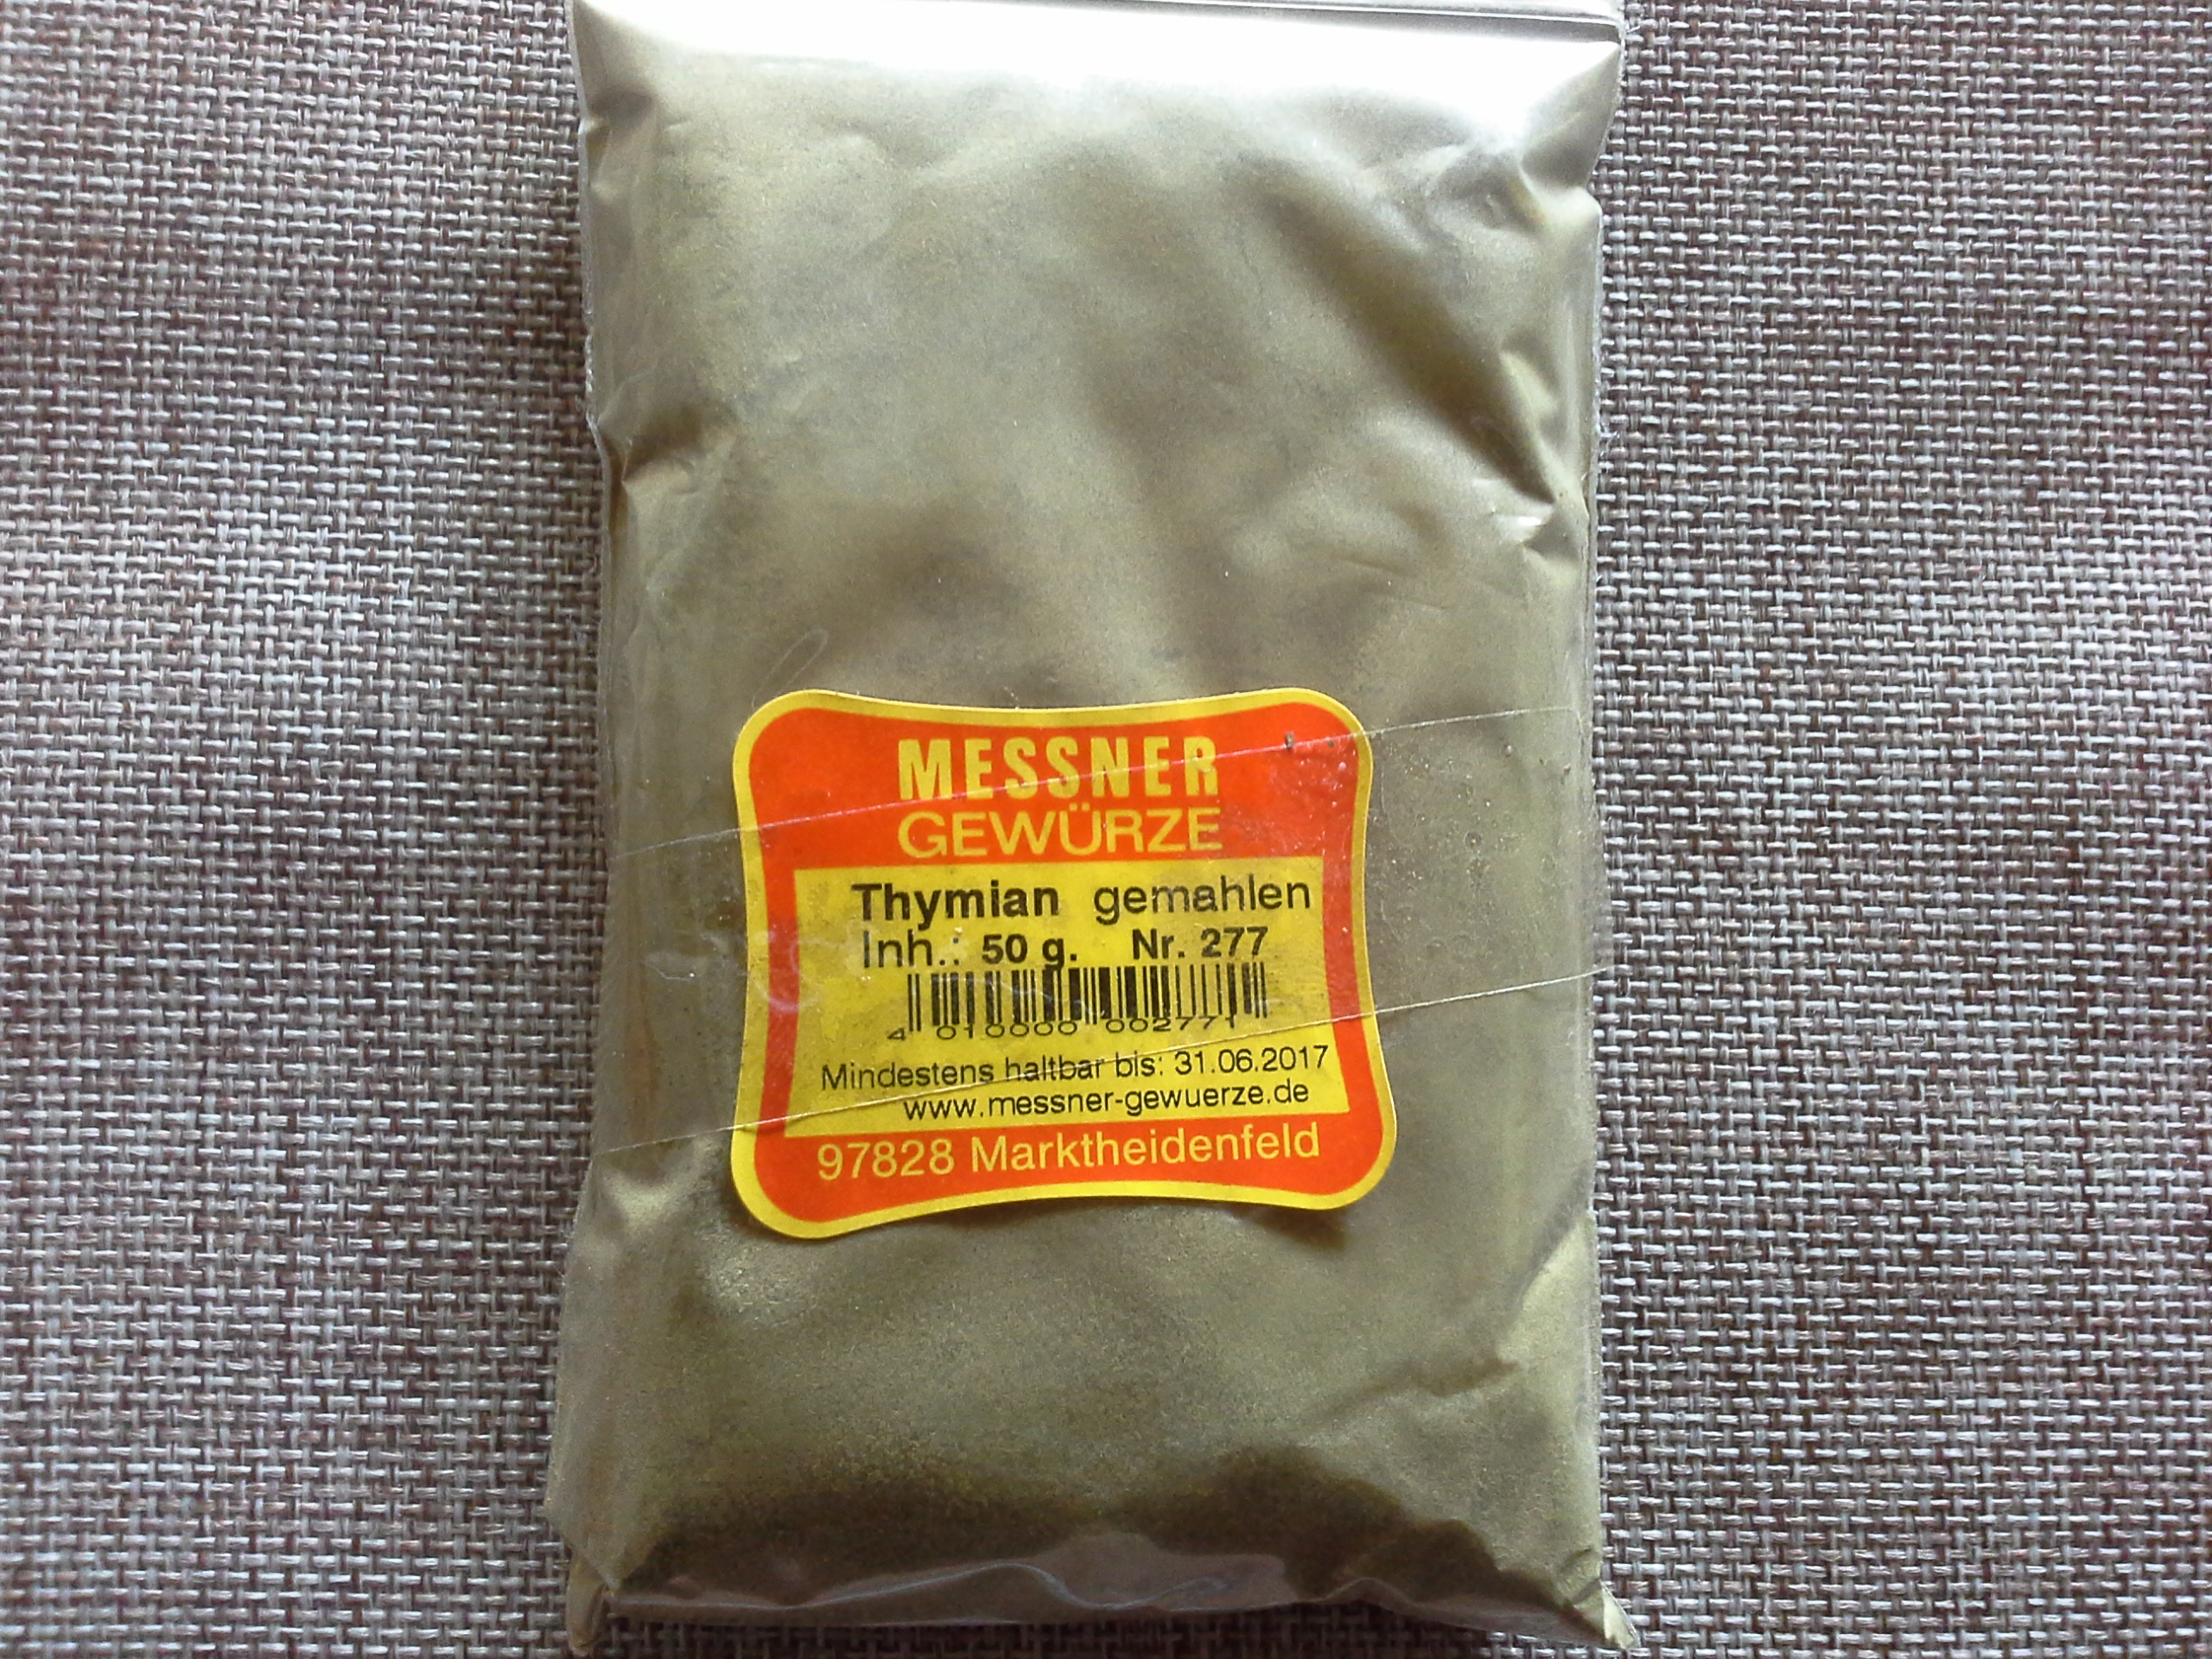 MESSNER
GEWÜRZE
Thymian gemahlen
Inh.: 50 g. Nr. 277
4 010000 002771
Mindestens haltbar bis: 31.06.2017
www.messner-gewuerze.de
97828 Marktheidenfeld